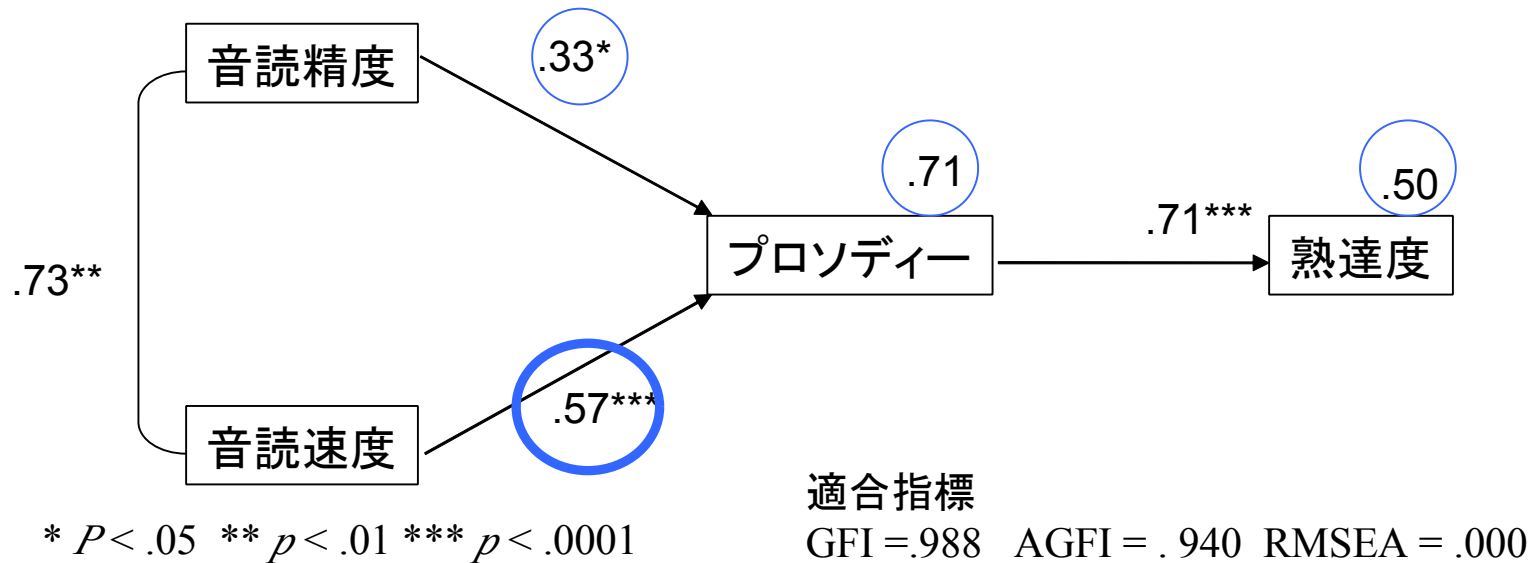 音読精度
.33*
.71
.50
.71***
プロソディー
熟達度
.73**
.57***
音読速度
適合指標
* P < .05 ** p < .01 *** p < .0001
GFI =.988 AGFI = . 940 RMSEA = .000